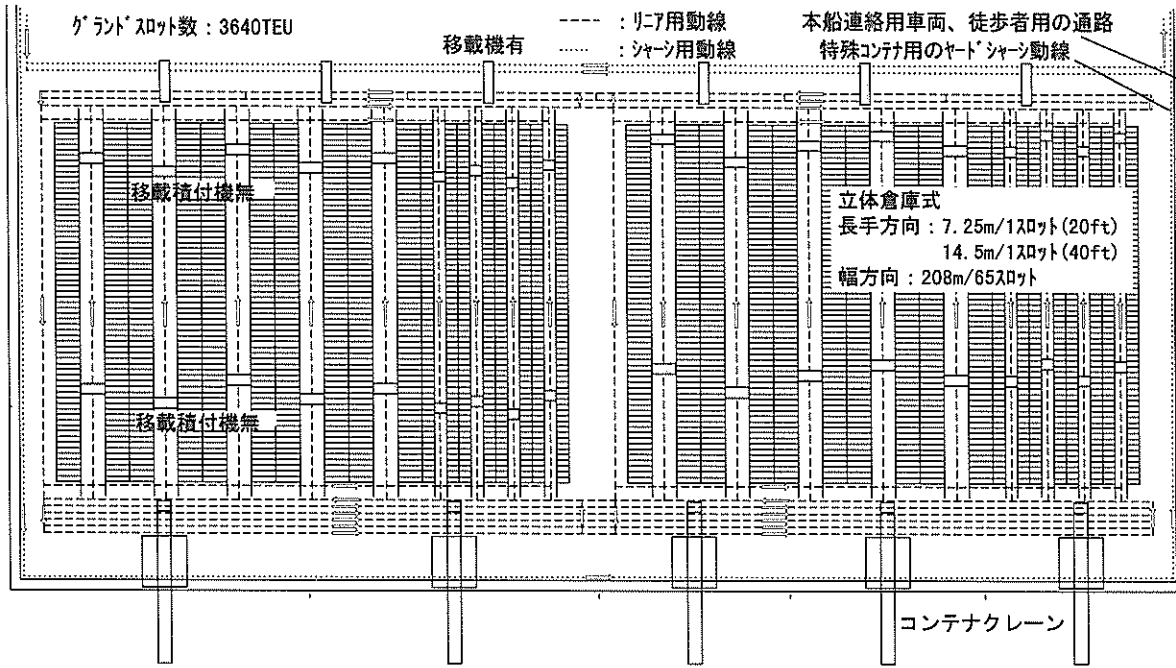 グランドスロット数：3640TEU
移載機有
----- ：リニア用動線
........ ：シャーシ用動線
本船連絡用車両、徒歩者用の通路
特殊コンテナ用のヤードシャーシ動線
移載積付機無
立体倉庫式
長手方向：7.25m/1スロット(20ft)
14.5m/1スロット(40ft)
幅方向：208m/65スロット
移載積付機無
コンテナクレーン